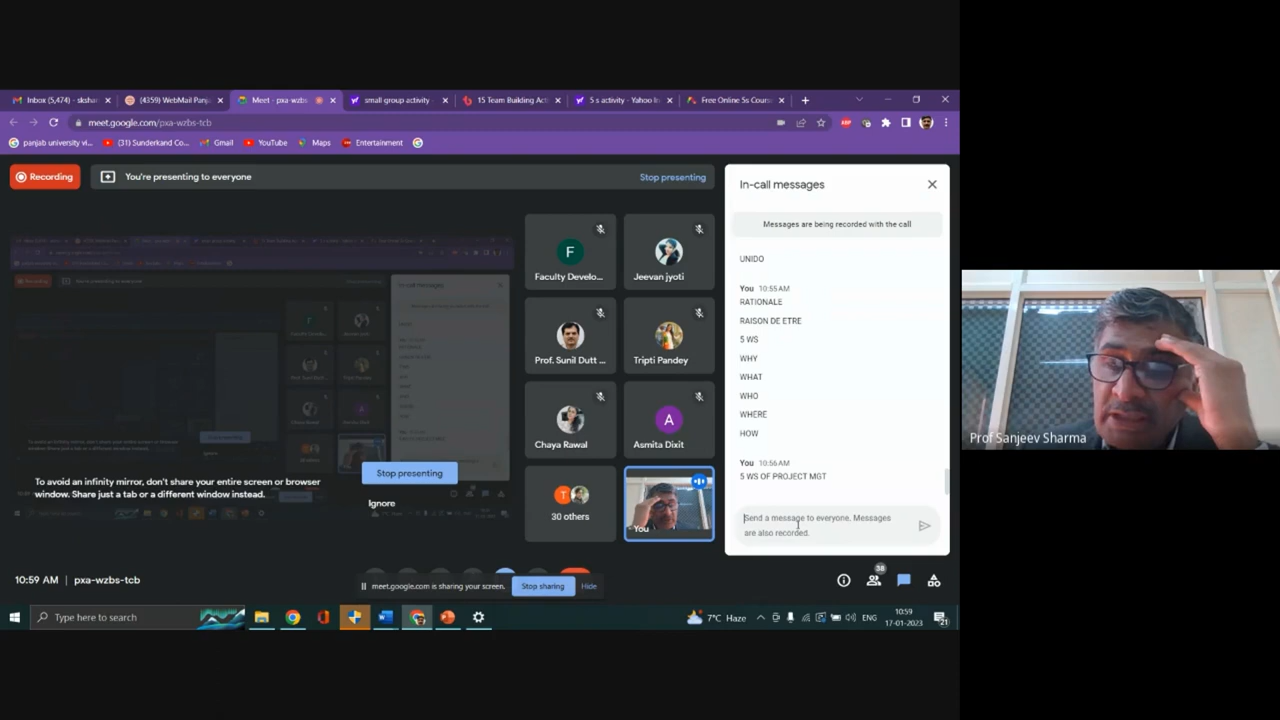 Inbox (5,474) - sksha
(4359) WebMail Panja
Meet - pxa-wzbs
small group activity -
15 Team Building Act
5 s activity - Yahoo In
Free Online 5s Cours
meet.google.com/pxa-wzbs-tcb
panjab university vi...
(31) Sunderkand Co...
Gmail
YouTube
Maps
Entertainment
Recording
You're presenting to everyone
Stop presenting
In-call messages
Messages are being recorded with the call
UNIDO
You 10:55 AM
RATIONALE
RAISON DE ETRE
5 WS
WHY
WHAT
WHO
WHERE
HOW
You 10:56 AM
5 WS OF PROJECT MGT
Send a message to everyone. Messages
are also recorded.
F
Faculty Develo...
Jeevan jyoti
Prof. Sunil Dutt ...
Tripti Pandey
Chaya Rawal
A
Asmita Dixit
T
30 others
You
Stop presenting
To avoid an infinity mirror, don't share your entire screen or browser
window. Share just a tab or a different window instead.
Ignore
Prof Sanjeev Sharma
10:59 AM | pxa-wzbs-tcb
meet.google.com is sharing your screen.
Stop sharing
Hide
38
Type here to search
7°C Haze
ENG
10:59
17-01-2023
21